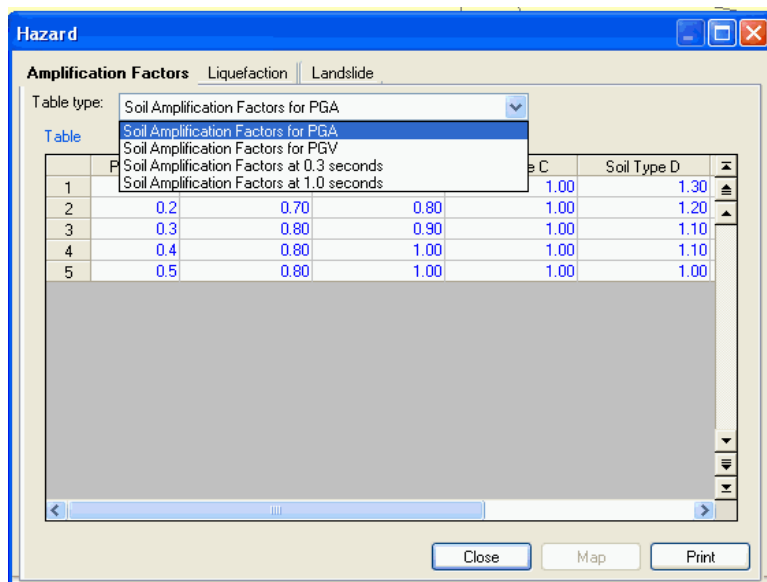 Hazard
Amplification Factors Liquefaction Landslide
Table type: Soil Amplification Factors for PGA
Soil Amplification Factors for PGA
Soil Amplification Factors for PGV
Soil Amplification Factors at 0.3 seconds
Soil Amplification Factors at 1.0 seconds
Table
C Soil Type D
1 1.00 1.30
2 0.2 0.70 0.80 1.00 1.20
3 0.3 0.80 0.90 1.00 1.10
4 0.4 0.80 1.00 1.00 1.10
5 0.5 0.80 1.00 1.00 1.00
Close Map Print